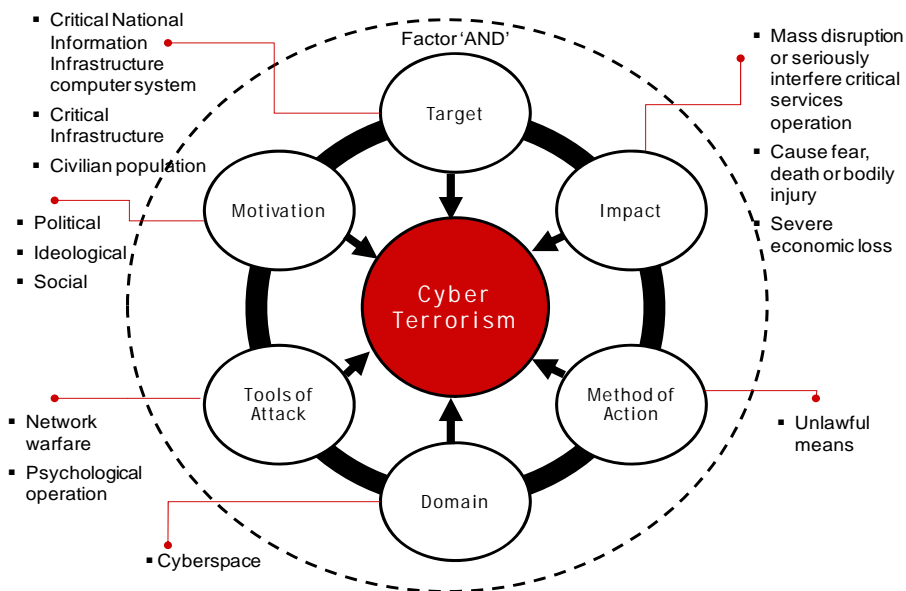 ▪ Critical National
Information
Infrastructure
computer system
▪ Critical
Infrastructure
▪ Civilian population
Factor ‘AND’
▪ Mass disruption
or seriously
interfere critical
services
operation
▪ Cause fear,
death or bodily
injury
▪ Severe
economic loss
Target
Motivation
Impact
▪ Political
▪ Ideological
▪ Social
Cyber
Terrorism
Tools of
Attack
Method of
Action
▪ Network
warfare
▪ Psychological
operation
▪ Unlawful
means
Domain
▪ Cyberspace